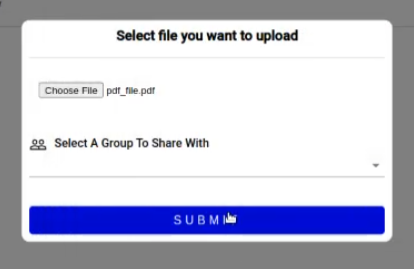 Select file you want to upload
Choose File pdf_file.pdf
Select A Group To Share With
SUBMIT